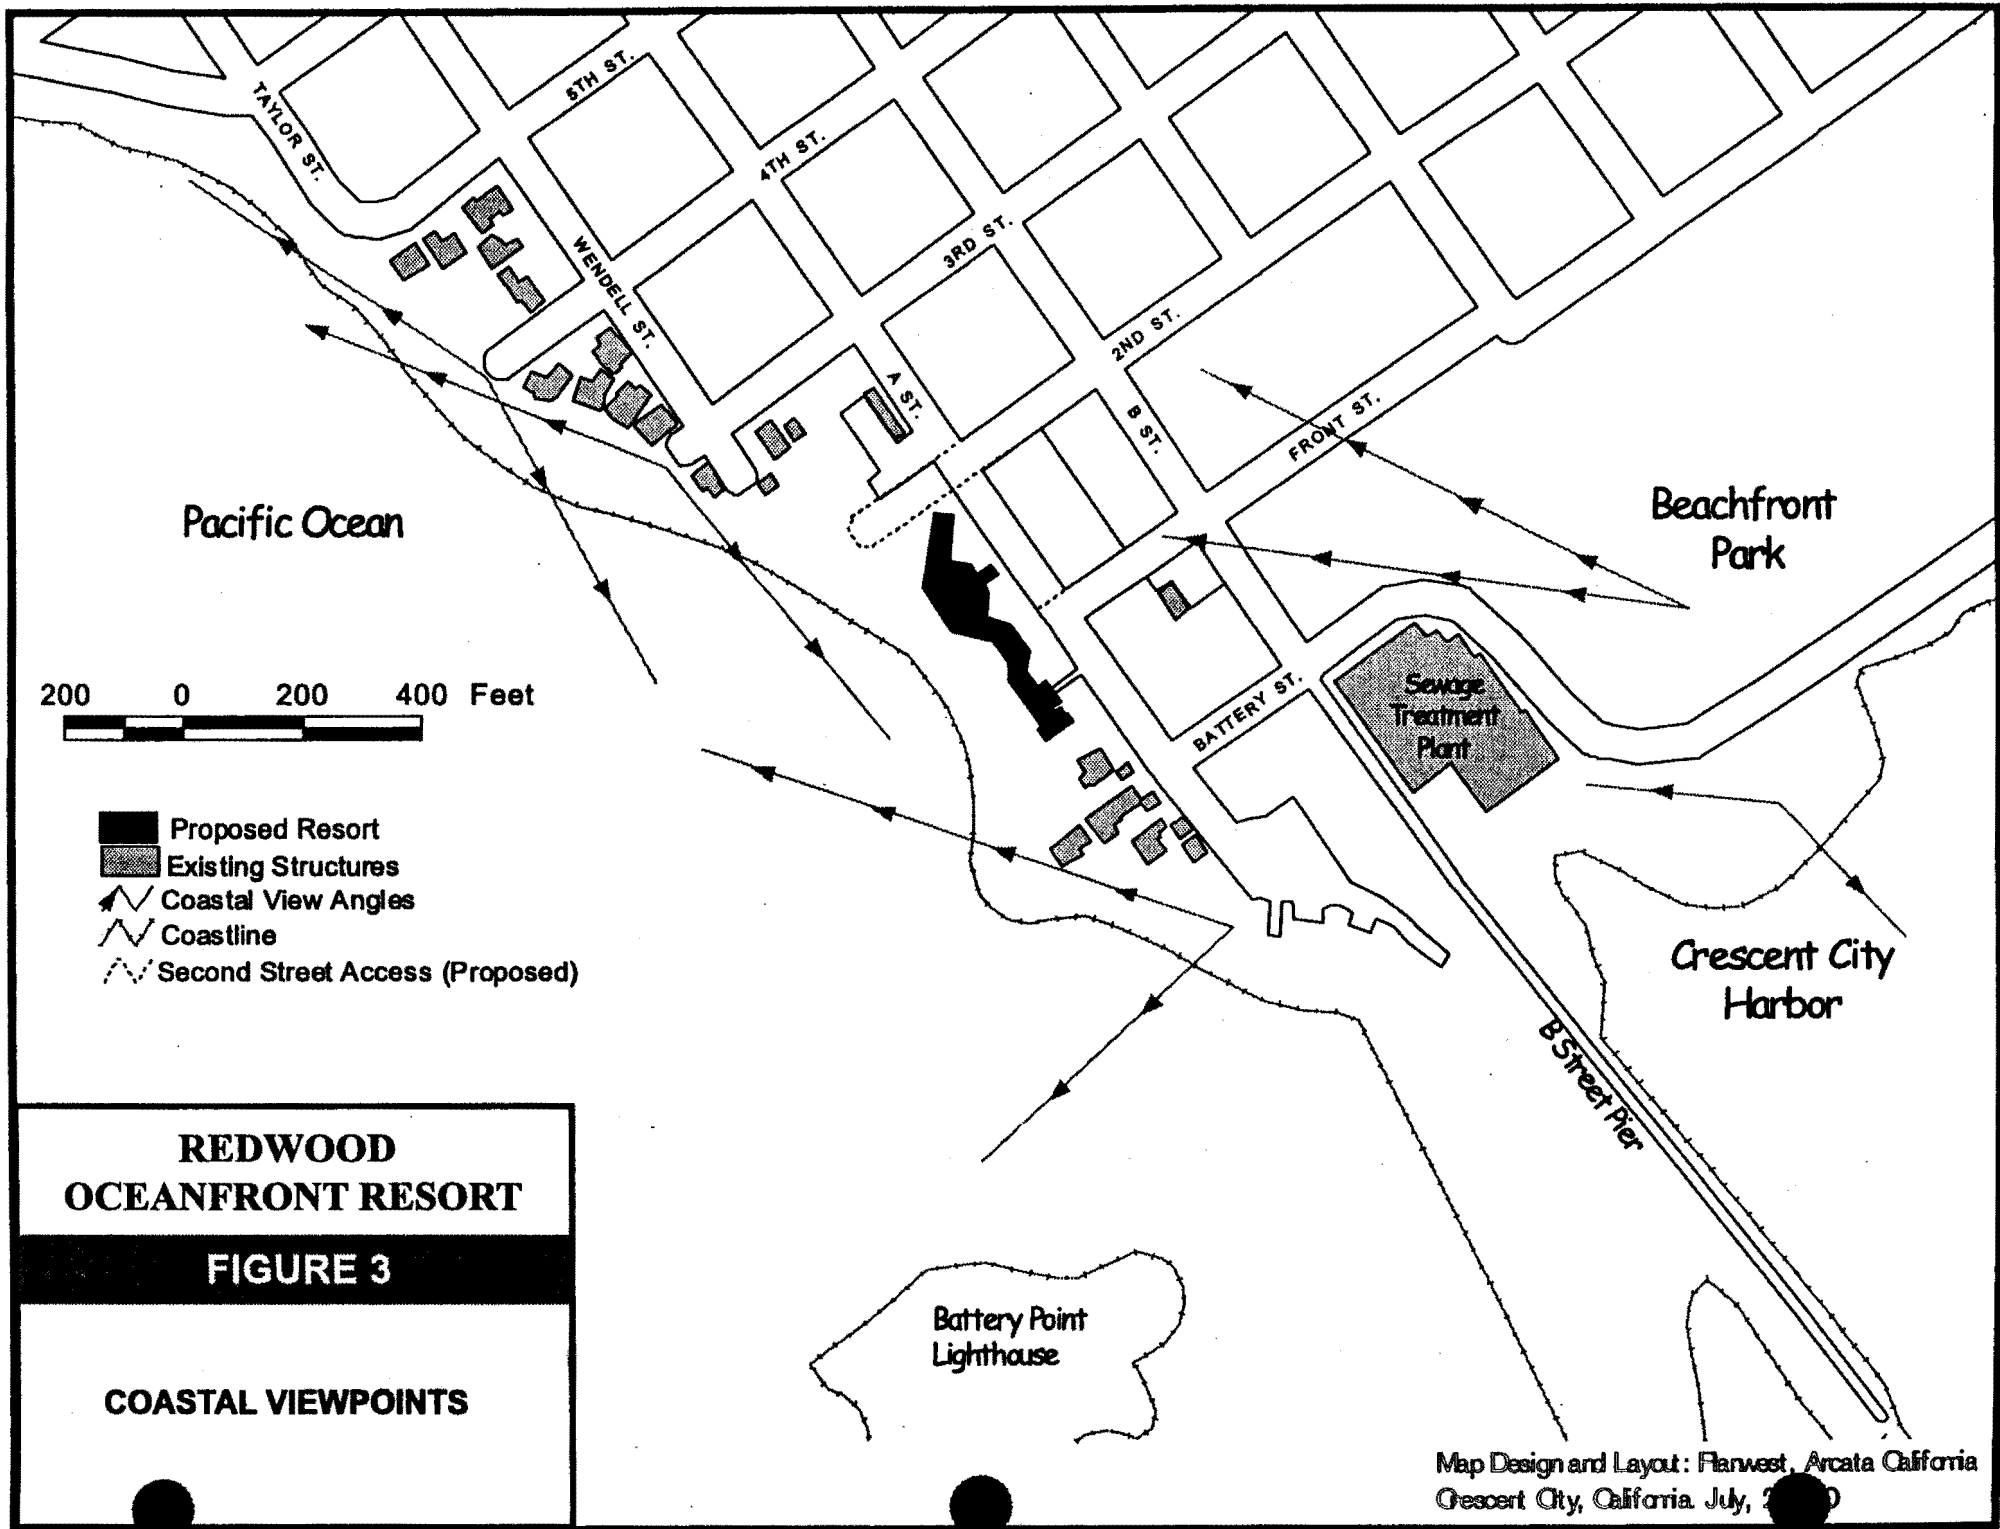 TAYLOR ST.
5TH ST.
4TH ST.
WENDELL ST.
3RD ST.
A ST.
2ND ST.
B ST.
FRONT ST.
Pacific Ocean
Beachfront
Park
200 0 200 400 Feet
Sewage
Treatment
Plant
BATTERY ST.
Proposed Resort
Existing Structures
Coastal View Angles
Coastline
Second Street Access (Proposed)
Crescent City
Harbor
B Street Pier
REDWOOD
OCEANFRONT RESORT
FIGURE 3
COASTAL VIEWPOINTS
Battery Point
Lighthouse
Map Design and Layout: Planwest, Arcata California
Crescent City, California July,